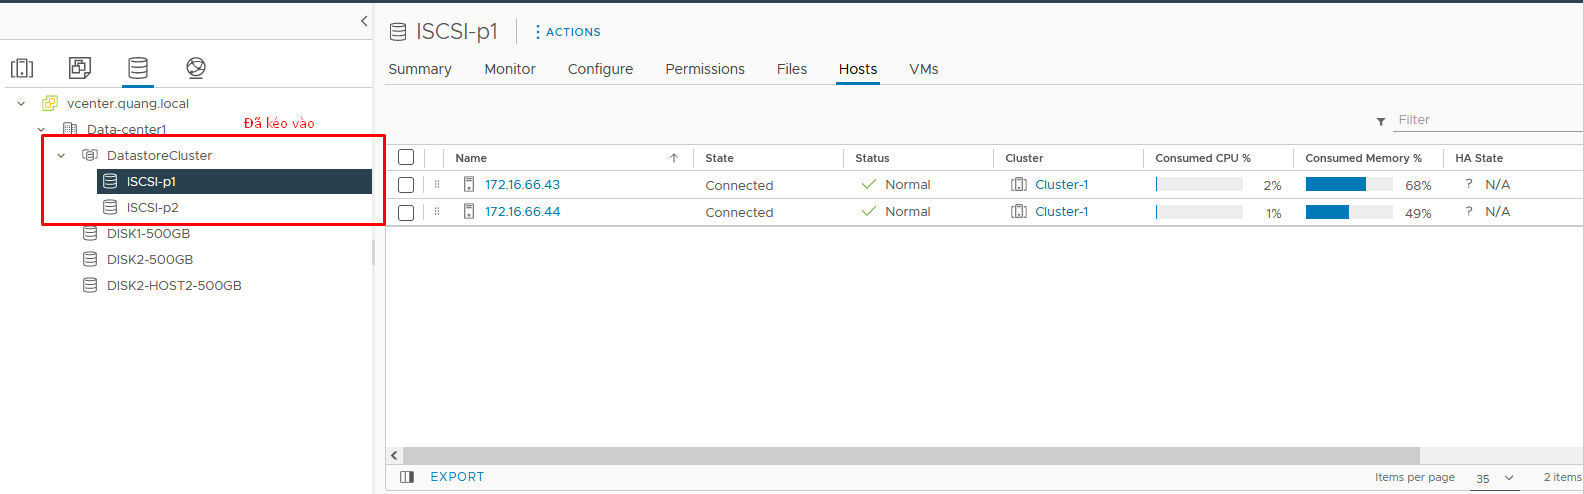 ISCSI-p1
ACTIONS
Summary Monitor Configure Permissions Files Hosts VMs
vcenter.quang.local
Data-center1
Đã kéo vào
DatastoreCluster
ISCSI-p1
ISCSI-p2
DISK1-500GB
DISK2-500GB
DISK2-HOST2-500GB
Filter
Name State Status Cluster Consumed CPU % Consumed Memory % HA State
172.16.66.43 Connected Normal Cluster-1 2% 68% ? N/A
172.16.66.44 Connected Normal Cluster-1 1% 49% ? N/A
EXPORT
Items per page 35 2 items